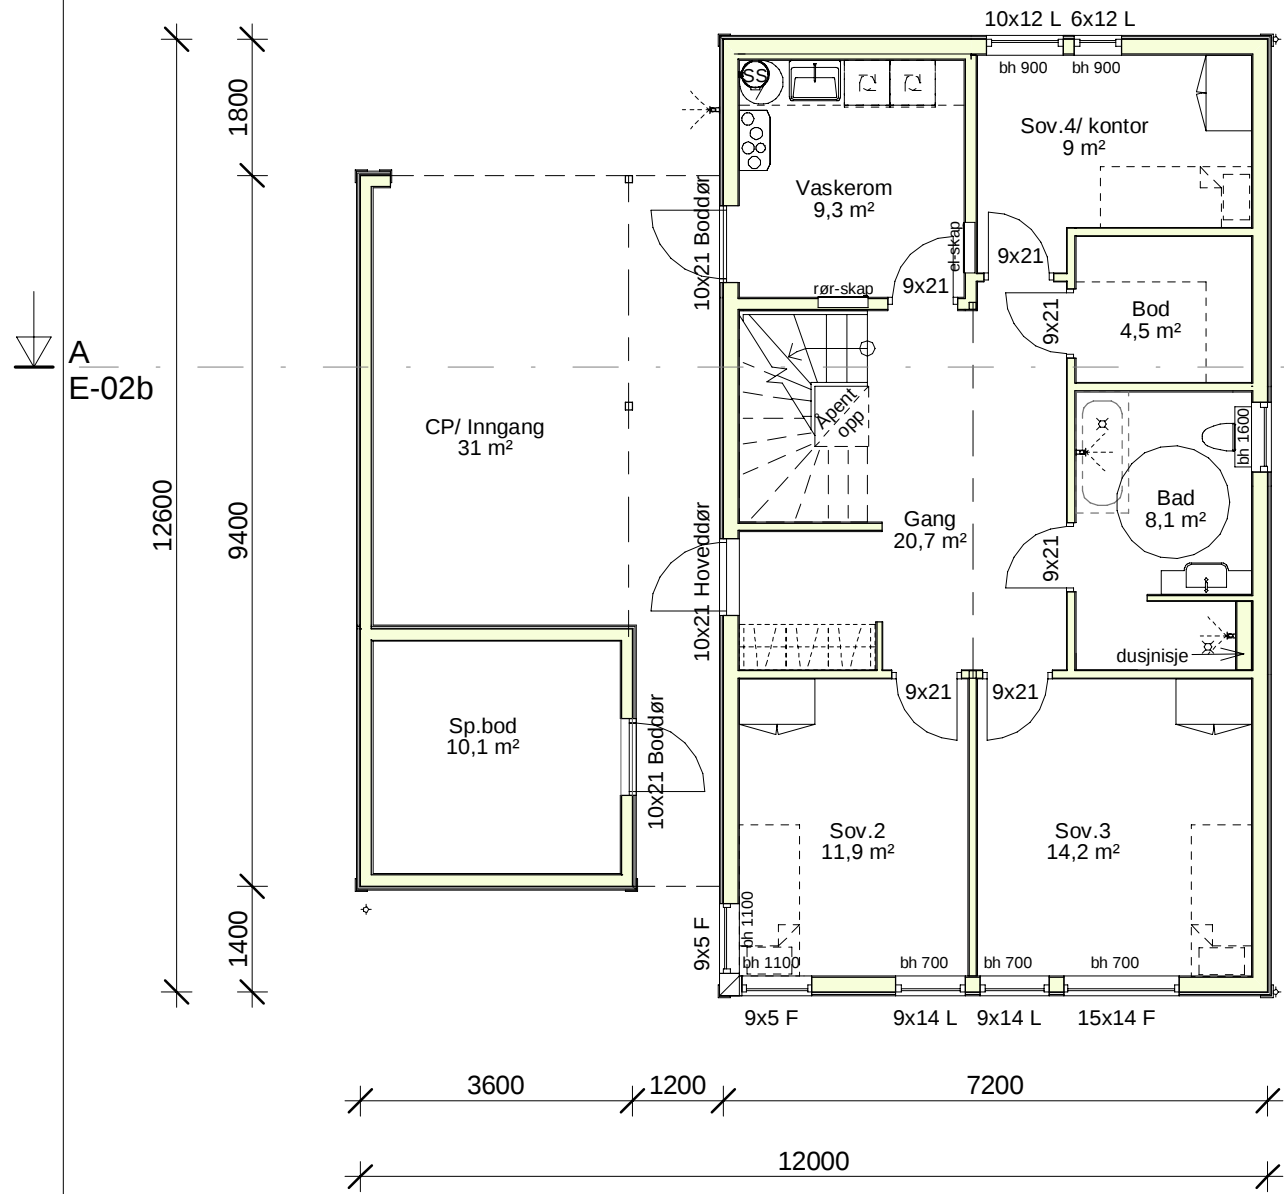 10x12 L 6x12 L
bh 900 bh 900
1800
SS
Sov.4/ kontor
9 m²
Vaskerom
9,3 m²
10x21 Boddør
el-skap
9x21
rør-skap
9x21
9x21
Bod
4,5 m²
A
E-02b
Åpent
opp
CP/ Inngang
31 m²
bh 1600
12600
9400
Bad
8,1 m²
Gang
20,7 m²
9x21
10x21 Hoveddør
dusjnisje
9x21
9x21
Sp.bod
10,1 m²
10x21 Boddør
Sov.2
11,9 m²
Sov.3
14,2 m²
1400
9x5 F
bh 1100
bh 1100
bh 700
bh 700
bh 700
9x5 F
9x14 L
9x14 L
15x14 F
3600
1200
7200
12000